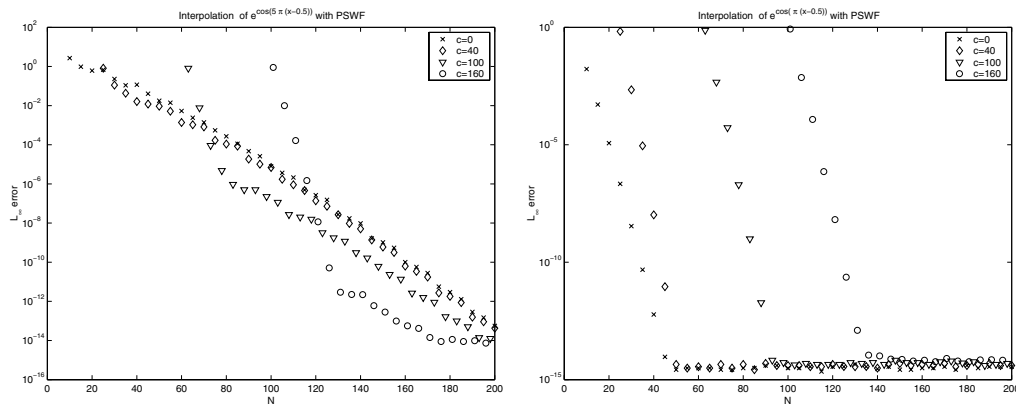 Interpolation of e^cos(5 π (x−0.5)) with PSWF
10^2
10^0
10^−2
10^−4
10^−6
10^−8
10^−10
10^−12
10^−14
10^−16
L∞ error
0 20 40 60 80 100 120 140 160 180 200
N
c=0
c=40
c=100
c=160
Interpolation of e^cos( π (x−0.5)) with PSWF
10^0
10^−5
10^−10
10^−15
L∞ error
0 20 40 60 80 100 120 140 160 180 200
N
c=0
c=40
c=100
c=160